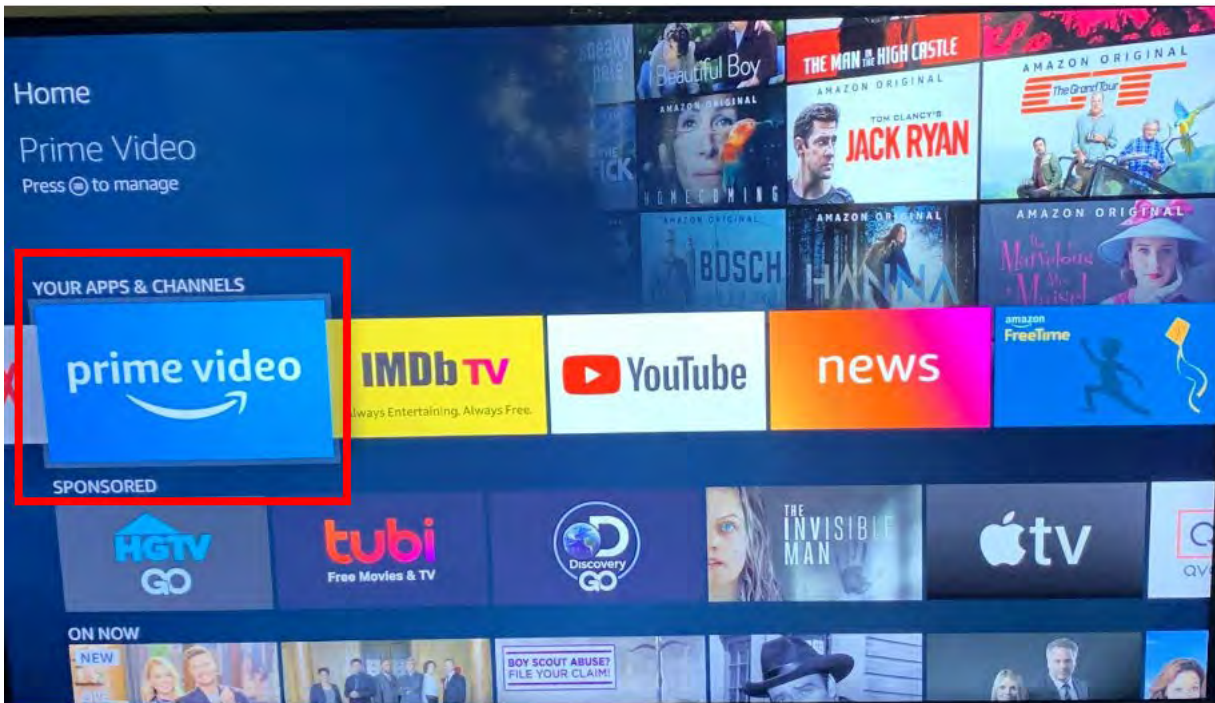 Home
Prime Video
Press to manage
Sneaky
Pete
Beautiful Boy
THE MAN IN THE HIGH CASTLE
AMAZON ORIGINAL
The Grand Tour
GT
AMAZON ORIGINAL
HOMECOMING
AMAZON ORIGINAL
TOM CLANCY'S
JACK RYAN
AMAZON ORIGINAL
BOSCH
AMAZON ORIGINAL
HANNA
AMAZON ORIGINAL
The
Marvelous
Mrs.
Maisel
YOUR APPS & CHANNELS
prime video
IMDb TV
Always Entertaining. Always Free.
YouTube
news
amazon
FreeTime
SPONSORED
HGTV
GO
tubi
Free Movies & TV
Discovery
GO
THE
INVISIBLE
MAN
tv
ON NOW
NEW
BOY SCOUT ABUSE?
FILE YOUR CLAIM!